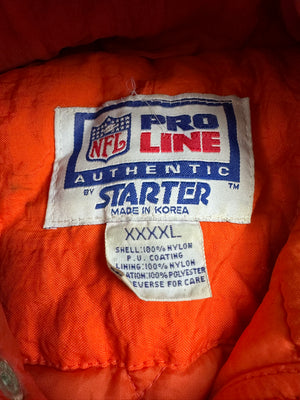 NFL
PRO
LINE
AUTHENTIC
BY STARTER ™
MADE IN KOREA
XXXXL
SHELL: 100% NYLON
P.U. COATING
LINING: 100% NYLON
ATION: 100% POLYESTER
EVERSE FOR CARE